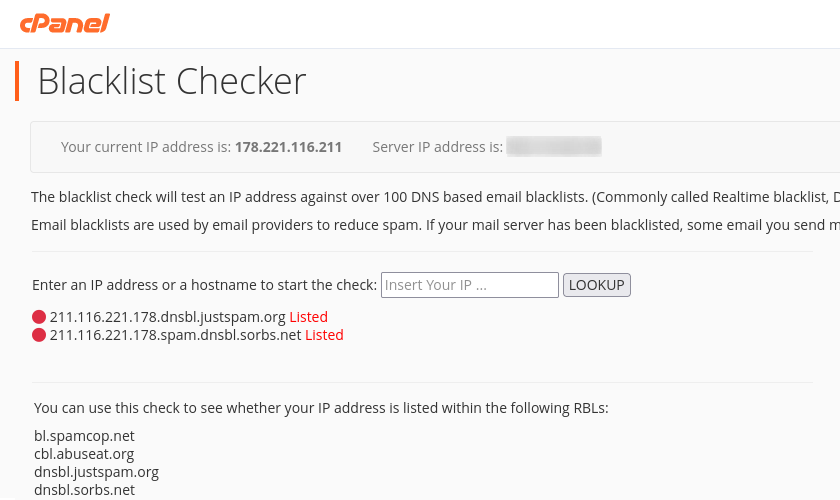 cPanel
Blacklist Checker
Your current IP address is: 178.221.116.211 Server IP address is:
The blacklist check will test an IP address against over 100 DNS based email blacklists. (Commonly called Realtime blacklist, D
Email blacklists are used by email providers to reduce spam. If your mail server has been blacklisted, some email you send m
Enter an IP address or a hostname to start the check: Insert Your IP ... LOOKUP
211.116.221.178.dnsbl.justspam.org Listed
211.116.221.178.spam.dnsbl.sorbs.net Listed
You can use this check to see whether your IP address is listed within the following RBLs:
bl.spamcop.net
cbl.abuseat.org
dnsbl.justspam.org
dnsbl.sorbs.net